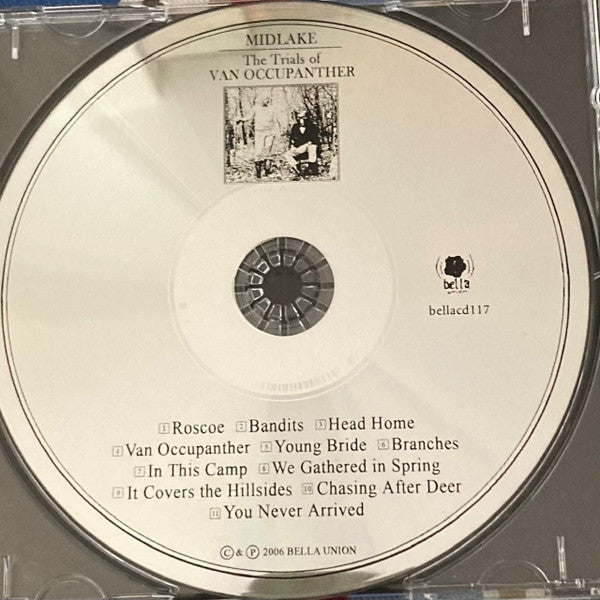 MIDLAKE
The Trials of
VAN OCCUPANTHER
bella
union
bellacd117
1 Roscoe 2 Bandits 3 Head Home
4 Van Occupanther 5 Young Bride 6 Branches
7 In This Camp 8 We Gathered in Spring
9 It Covers the Hillsides 10 Chasing After Deer
11 You Never Arrived
© & ℗ 2006 BELLA UNION